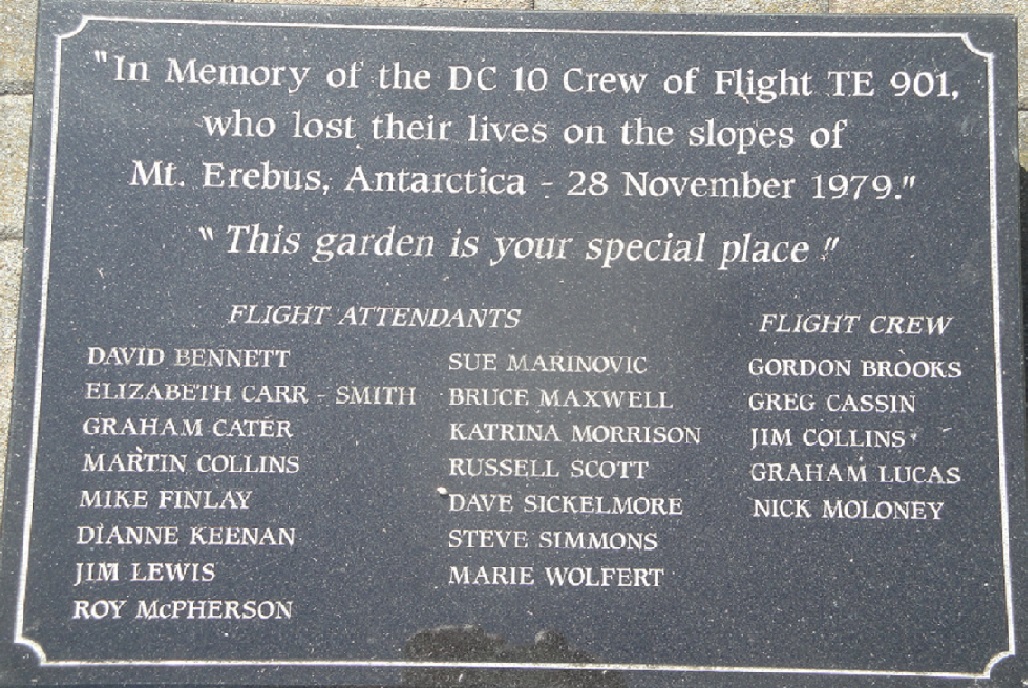 "In Memory of the DC 10 Crew of Flight TE 901,
who lost their lives on the slopes of
Mt. Erebus, Antarctica - 28 November 1979."
"This garden is your special place"
FLIGHT ATTENDANTS
DAVID BENNETT
ELIZABETH CARR - SMITH
GRAHAM CATER
MARTIN COLLINS
MIKE FINLAY
DIANNE KEENAN
JIM LEWIS
ROY McPHERSON
SUE MARINOVIC
BRUCE MAXWELL
KATRINA MORRISON
RUSSELL SCOTT
DAVE SICKELMORE
STEVE SIMMONS
MARIE WOLFERT
FLIGHT CREW
GORDON BROOKS
GREG CASSIN
JIM COLLINS
GRAHAM LUCAS
NICK MOLONEY